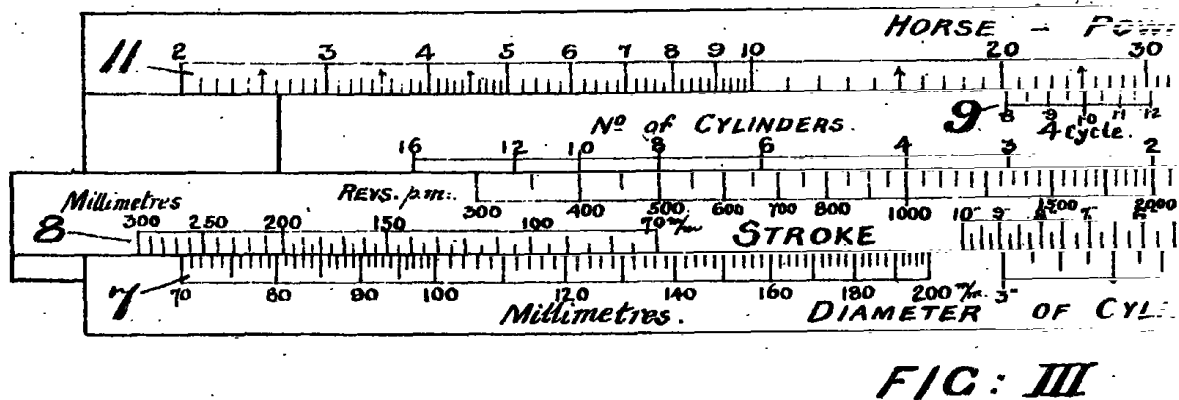 HORSE - POW
11 2 3 4 5 6 7 8 9 10 20 30
9 8 9 10 11 12
Nº of CYLINDERS. 4 Cycle.
16 12 10 8 6 4 3 2
Millimetres REVS. p.m.
300 400 500 600 700 800 1000 1500 2000
8 300 250 200 150 100 70 m/m STROKE 10" 9" 8" 7"
7 70 80 90 100 120 140 160 180 200 m/m. 3"
Millimetres. DIAMETER OF CYL.
FIG: III